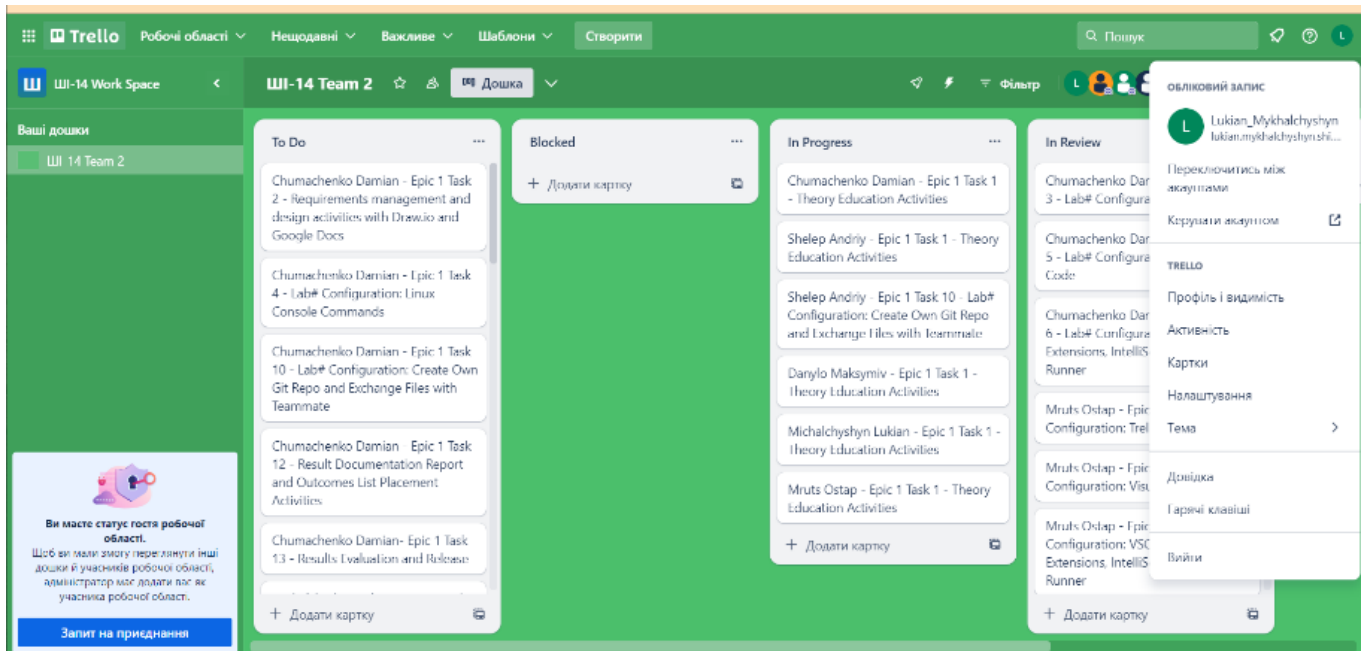 Trello
Робочі області
Нещодавні
Важливе
Шаблони
Створити
Пошук
L
Ш
ШІ-14 Work Space
ШІ-14 Team 2
Дошка
Фільтр
L
Ваші дошки
ШІ 14 Team 2
Ви маєте статус гостя робочої
області.
Щоб ви мали змогу переглянути інші
дошки й учасників робочої області,
адміністратор має додати вас як
учасника робочої області.
Запит на приєднання
To Do
Chumachenko Damian - Epic 1 Task
2 - Requirements management and
design activities with Draw.io and
Google Docs
Chumachenko Damian - Epic 1 Task
4 - Lab# Configuration: Linux
Console Commands
Chumachenko Damian - Epic 1 Task
10 - Lab# Configuration: Create Own
Git Repo and Exchange Files with
Teammate
Chumachenko Damian Epic 1 Task
12 - Result Documentation Report
and Outcomes List Placement
Activities
Chumachenko Damian- Epic 1 Task
13 - Results Evaluation and Release
+ Додати картку
Blocked
+ Додати картку
In Progress
Chumachenko Damian - Epic 1 Task 1
- Theory Education Activities
Shelep Andriy - Epic 1 Task 1 - Theory
Education Activities
Shelep Andriy - Epic 1 Task 10 - Lab#
Configuration: Create Own Git Repo
and Exchange Files with Teammate
Danylo Maksymiv - Epic 1 Task 1 -
Theory Education Activities
Michalchyshyn Lukian - Epic 1 Task 1 -
Theory Education Activities
Mruts Ostap - Epic 1 Task 1 - Theory
Education Activities
+ Додати картку
In Review
Chumachenko Dar
3 - Lab# Configura
Chumachenko Dar
5 - Lab# Configura
Code
Chumachenko Dar
6 - Lab# Configura
Extensions, IntelliS
Runner
Mruts Ostap - Epic
Configuration: Trel
Mruts Ostap - Epic
Configuration: Visu
Mruts Ostap - Epic
Configuration: VSC
Extensions, IntelliS
Runner
+ Додати картку
ОБЛІКОВИЙ ЗАПИС
L
Lukian_Mykhalchyshyn
lukian.mykhalchyshyn.shi....
Переключитись між
акаунтами
Керувати акаунтом
TRELLO
Профіль і видимість
Активність
Картки
Налаштування
Тема
Довідка
Гарячі клавіші
Вийти